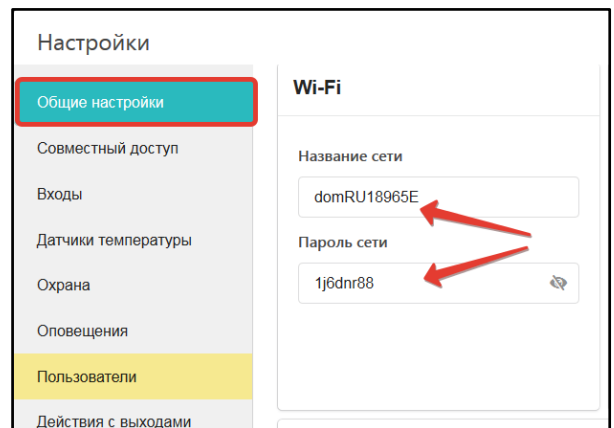 Настройки
Общие настройки
Совместный доступ
Входы
Датчики температуры
Охрана
Оповещения
Пользователи
Действия с выходами
Wi-Fi
Название сети
domRU18965E
Пароль сети
1j6dnr88